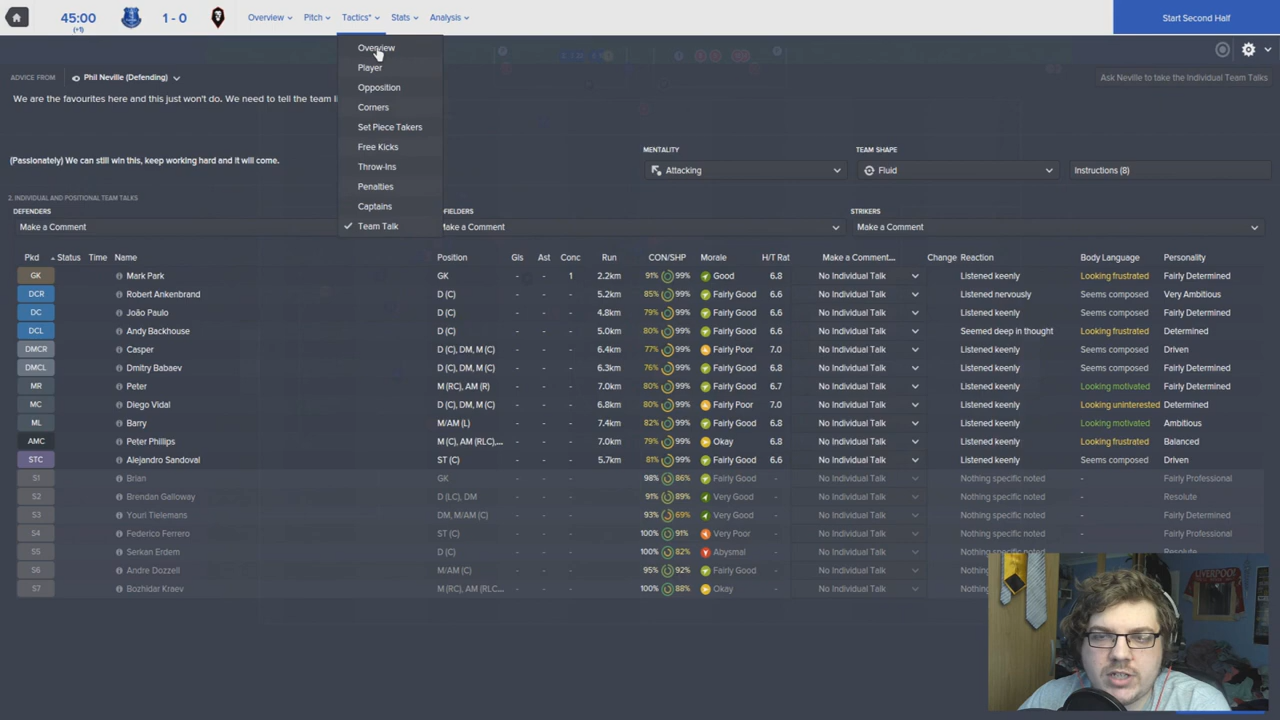 45:00
(+1)
1 - 0
Overview
Pitch
Tactics*
Stats
Analysis
Start Second Half
Overview
Player
Opposition
Corners
Set Piece Takers
Free Kicks
Throw-Ins
Penalties
Captains
Team Talk
ADVICE FROM
Phil Neville (Defending)
Ask Neville to take the Individual Team Talks
We are the favourites here and this just won't do. We need to tell the team
(Passionately) We can still win this, keep working hard and it will come.
MENTALITY
TEAM SHAPE
Attacking
Fluid
Instructions (8)
2. INDIVIDUAL AND POSITIONAL TEAM TALKS
DEFENDERS
FIELDERS
STRIKERS
Make a Comment
Make a Comment
Make a Comment
Pkd Status Time Name Position Gls Ast Conc Run CON/SHP Morale H/T Rat Make a Comment... Change Reaction Body Language Personality
GK Mark Park GK - - 1 2.2km 91% 99% Good 6.8 No Individual Talk Listened keenly Looking frustrated Fairly Determined
DCR Robert Ankenbrand D (C) - - - 5.2km 85% 99% Fairly Good 6.6 No Individual Talk Listened nervously Seems composed Very Ambitious
DC João Paulo D (C) - - - 4.8km 79% 99% Fairly Good 6.6 No Individual Talk Listened keenly Seems composed Fairly Determined
DCL Andy Backhouse D (C) - - - 5.0km 80% 99% Fairly Good 6.6 No Individual Talk Seemed deep in thought Looking frustrated Determined
DMCR Casper D (C), DM, M (C) - - - 6.4km 77% 99% Fairly Poor 7.0 No Individual Talk Listened keenly Seems composed Driven
DMCL Dmitry Babaev D (C), DM, M (C) - - - 6.3km 76% 99% Fairly Good 6.8 No Individual Talk Listened keenly Seems composed Fairly Determined
MR Peter M (RC), AM (R) - - - 7.0km 80% 99% Fairly Good 6.7 No Individual Talk Listened keenly Looking motivated Fairly Determined
MC Diego Vidal D (C), DM, M (C) - - - 6.8km 80% 99% Fairly Poor 7.0 No Individual Talk Listened keenly Looking uninterested Determined
ML Barry M/AM (L) - - - 7.4km 82% 99% Fairly Good 6.8 No Individual Talk Listened keenly Looking motivated Ambitious
AMC Peter Phillips M (C), AM (RLC),... - - - 7.0km 79% 99% Okay 6.8 No Individual Talk Listened keenly Looking frustrated Balanced
STC Alejandro Sandoval ST (C) - - - 5.7km 81% 99% Fairly Good 6.6 No Individual Talk Listened keenly Seems composed Driven
S1 Brian GK 98% 86% Fairly Good - No Individual Talk Nothing specific noted - Fairly Professional
S2 Brendan Galloway D (LC), DM 91% 89% Very Good - No Individual Talk Nothing specific noted - Resolute
S3 Youri Tielemans DM, M/AM (C) 93% 69% Very Good - No Individual Talk Nothing specific noted - Fairly Determined
S4 Federico Ferrero ST (C) 100% 91% Very Poor - No Individual Talk Nothing specific noted - Fairly Professional
S5 Serkan Erdem D (C) 100% 82% Abysmal - No Individual Talk Nothing specific noted - Resolute
S6 Andre Dozzell M/AM (C) 95% 92% Fairly Good - No Individual Talk Nothing
S7 Bozhidar Kraev M (RC), AM (RLC... 100% 88% Okay - No Individual Talk Nothing
LIVERPOOL